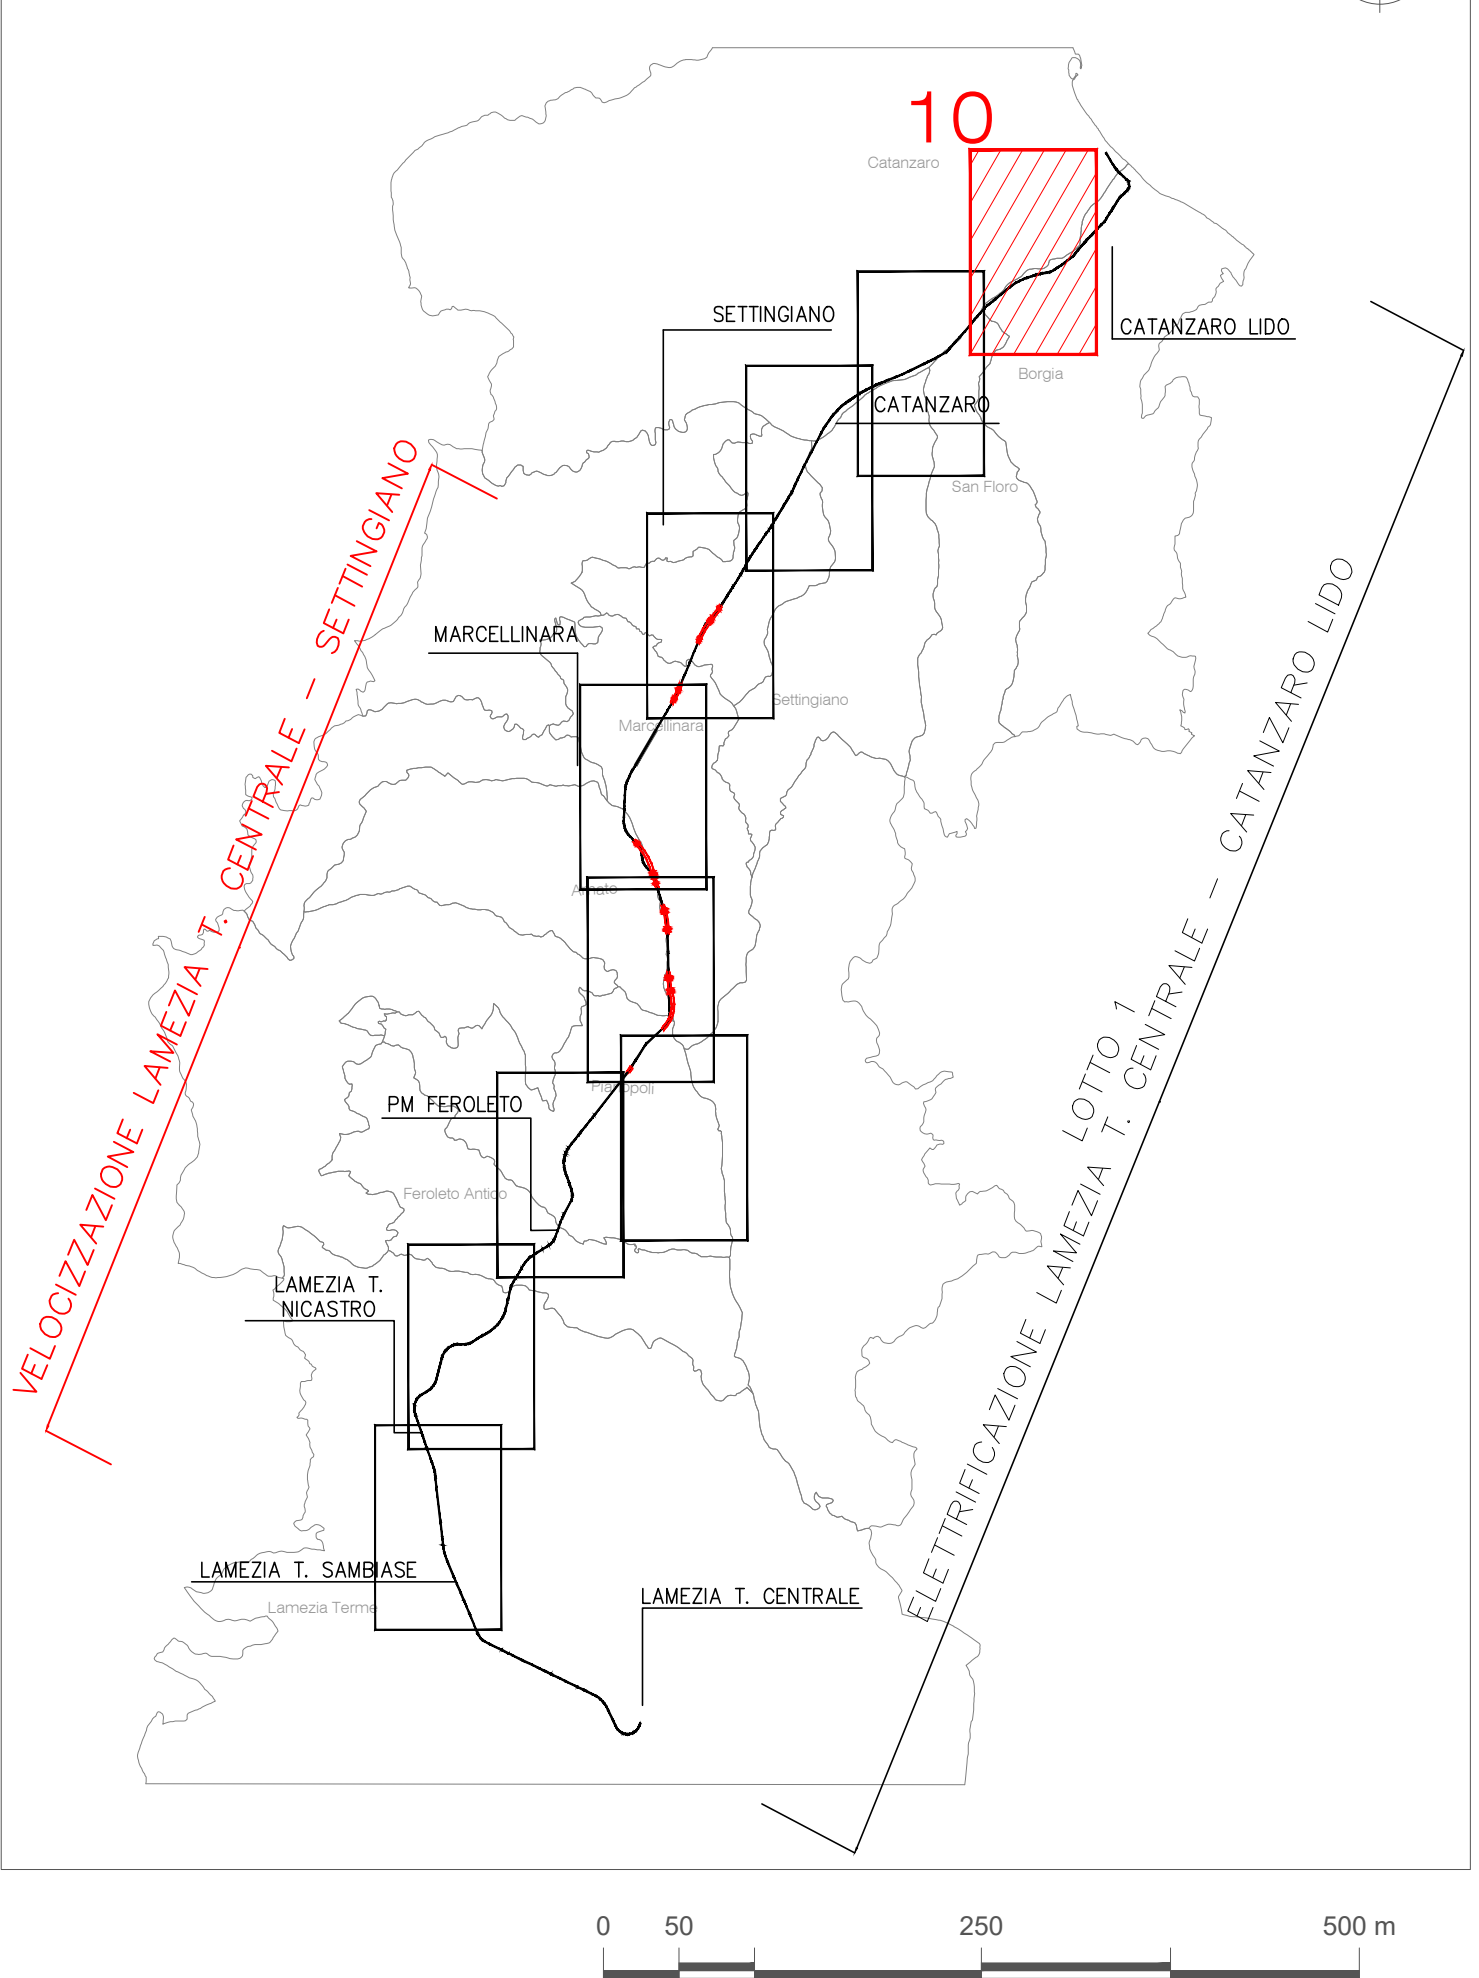 10
Catanzaro
SETTINGIANO
CATANZARO LIDO
Borgia
CATANZARO
San Floro
VELOCIZZAZIONE LAMEZIA T. CENTRALE - SETTINGIANO
MARCELLINARA
Settingiano
Marcellinara
Amato
LOTTO 1
ELETTRIFICAZIONE LAMEZIA T. CENTRALE - CATANZARO LIDO
Pianopoli
PM FEROLETO
Feroleto Antico
LAMEZIA T.
NICASTRO
LAMEZIA T. SAMBIASE
Lamezia Terme
LAMEZIA T. CENTRALE
0 50 250 500 m